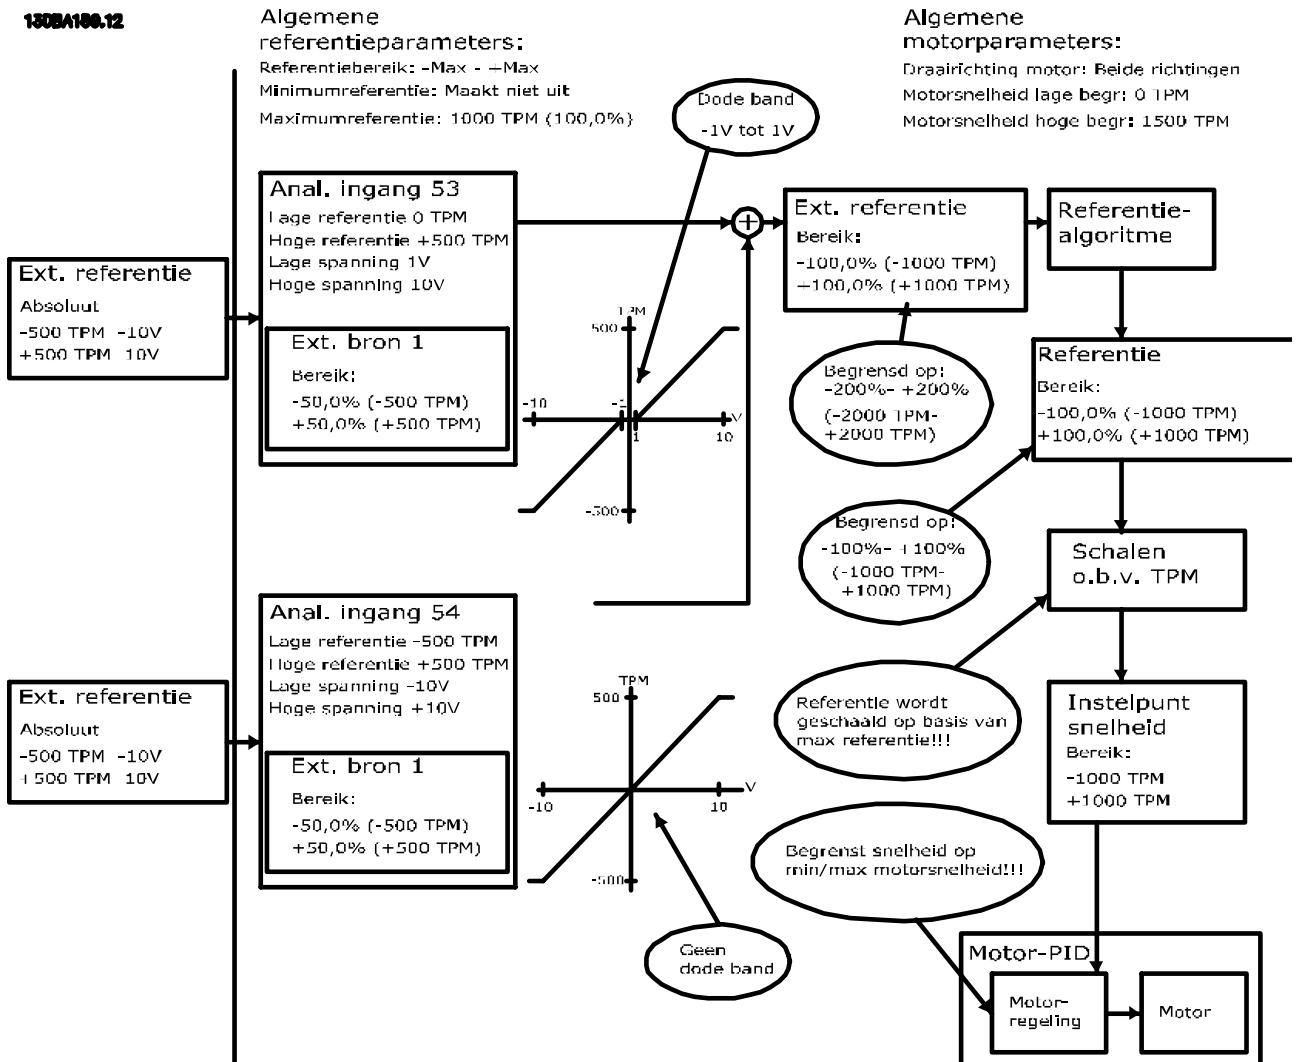 130BA189.12
Algemene
referentieparameters:
Referentiebereik: -Max - +Max
Minimumreferentie: Maakt niet uit
Maximumreferentie: 1000 TPM (100,0%)
Algemene
motorparameters:
Draairichting motor: Beide richtingen
Motorsnelheid lage begr: 0 TPM
Motorsnelheid hoge begr: 1500 TPM
Dode band
-1V tot 1V
Anal. ingang 53
Lage referentie 0 TPM
Hoge referentie +500 TPM
Lage spanning 1V
Hoge spanning 10V
Ext. bron 1
Bereik:
-50,0% (-500 TPM)
+50,0% (+500 TPM)
Ext. referentie
Absoluut
-500 TPM -10V
+500 TPM 10V
TPM
500
-10
-1
1
10
V
-500
+
Ext. referentie
Bereik:
-100,0% (-1000 TPM)
+100,0% (+1000 TPM)
Referentie-
algoritme
Begrensd op:
-200%- +200%
(-2000 TPM-
+2000 TPM)
Referentie
Bereik:
-100,0% (-1000 TPM)
+100,0% (+1000 TPM)
Begrensd op:
-100%- +100%
(-1000 TPM-
+1000 TPM)
Schalen
o.b.v. TPM
Anal. ingang 54
Lage referentie -500 TPM
Hoge referentie +500 TPM
Lage spanning -10V
Hoge spanning +10V
Ext. bron 1
Bereik:
-50,0% (-500 TPM)
+50,0% (+500 TPM)
Ext. referentie
Absoluut
-500 TPM -10V
+500 TPM 10V
TPM
500
-10
10
V
-500
Referentie wordt
geschaald op basis van
max referentie!!!
Instelpunt
snelheid
Bereik:
-1000 TPM
+1000 TPM
Begrenst snelheid op
min/max motorsnelheid!!!
Geen
dode band
Motor-PID
Motor-
regeling
Motor